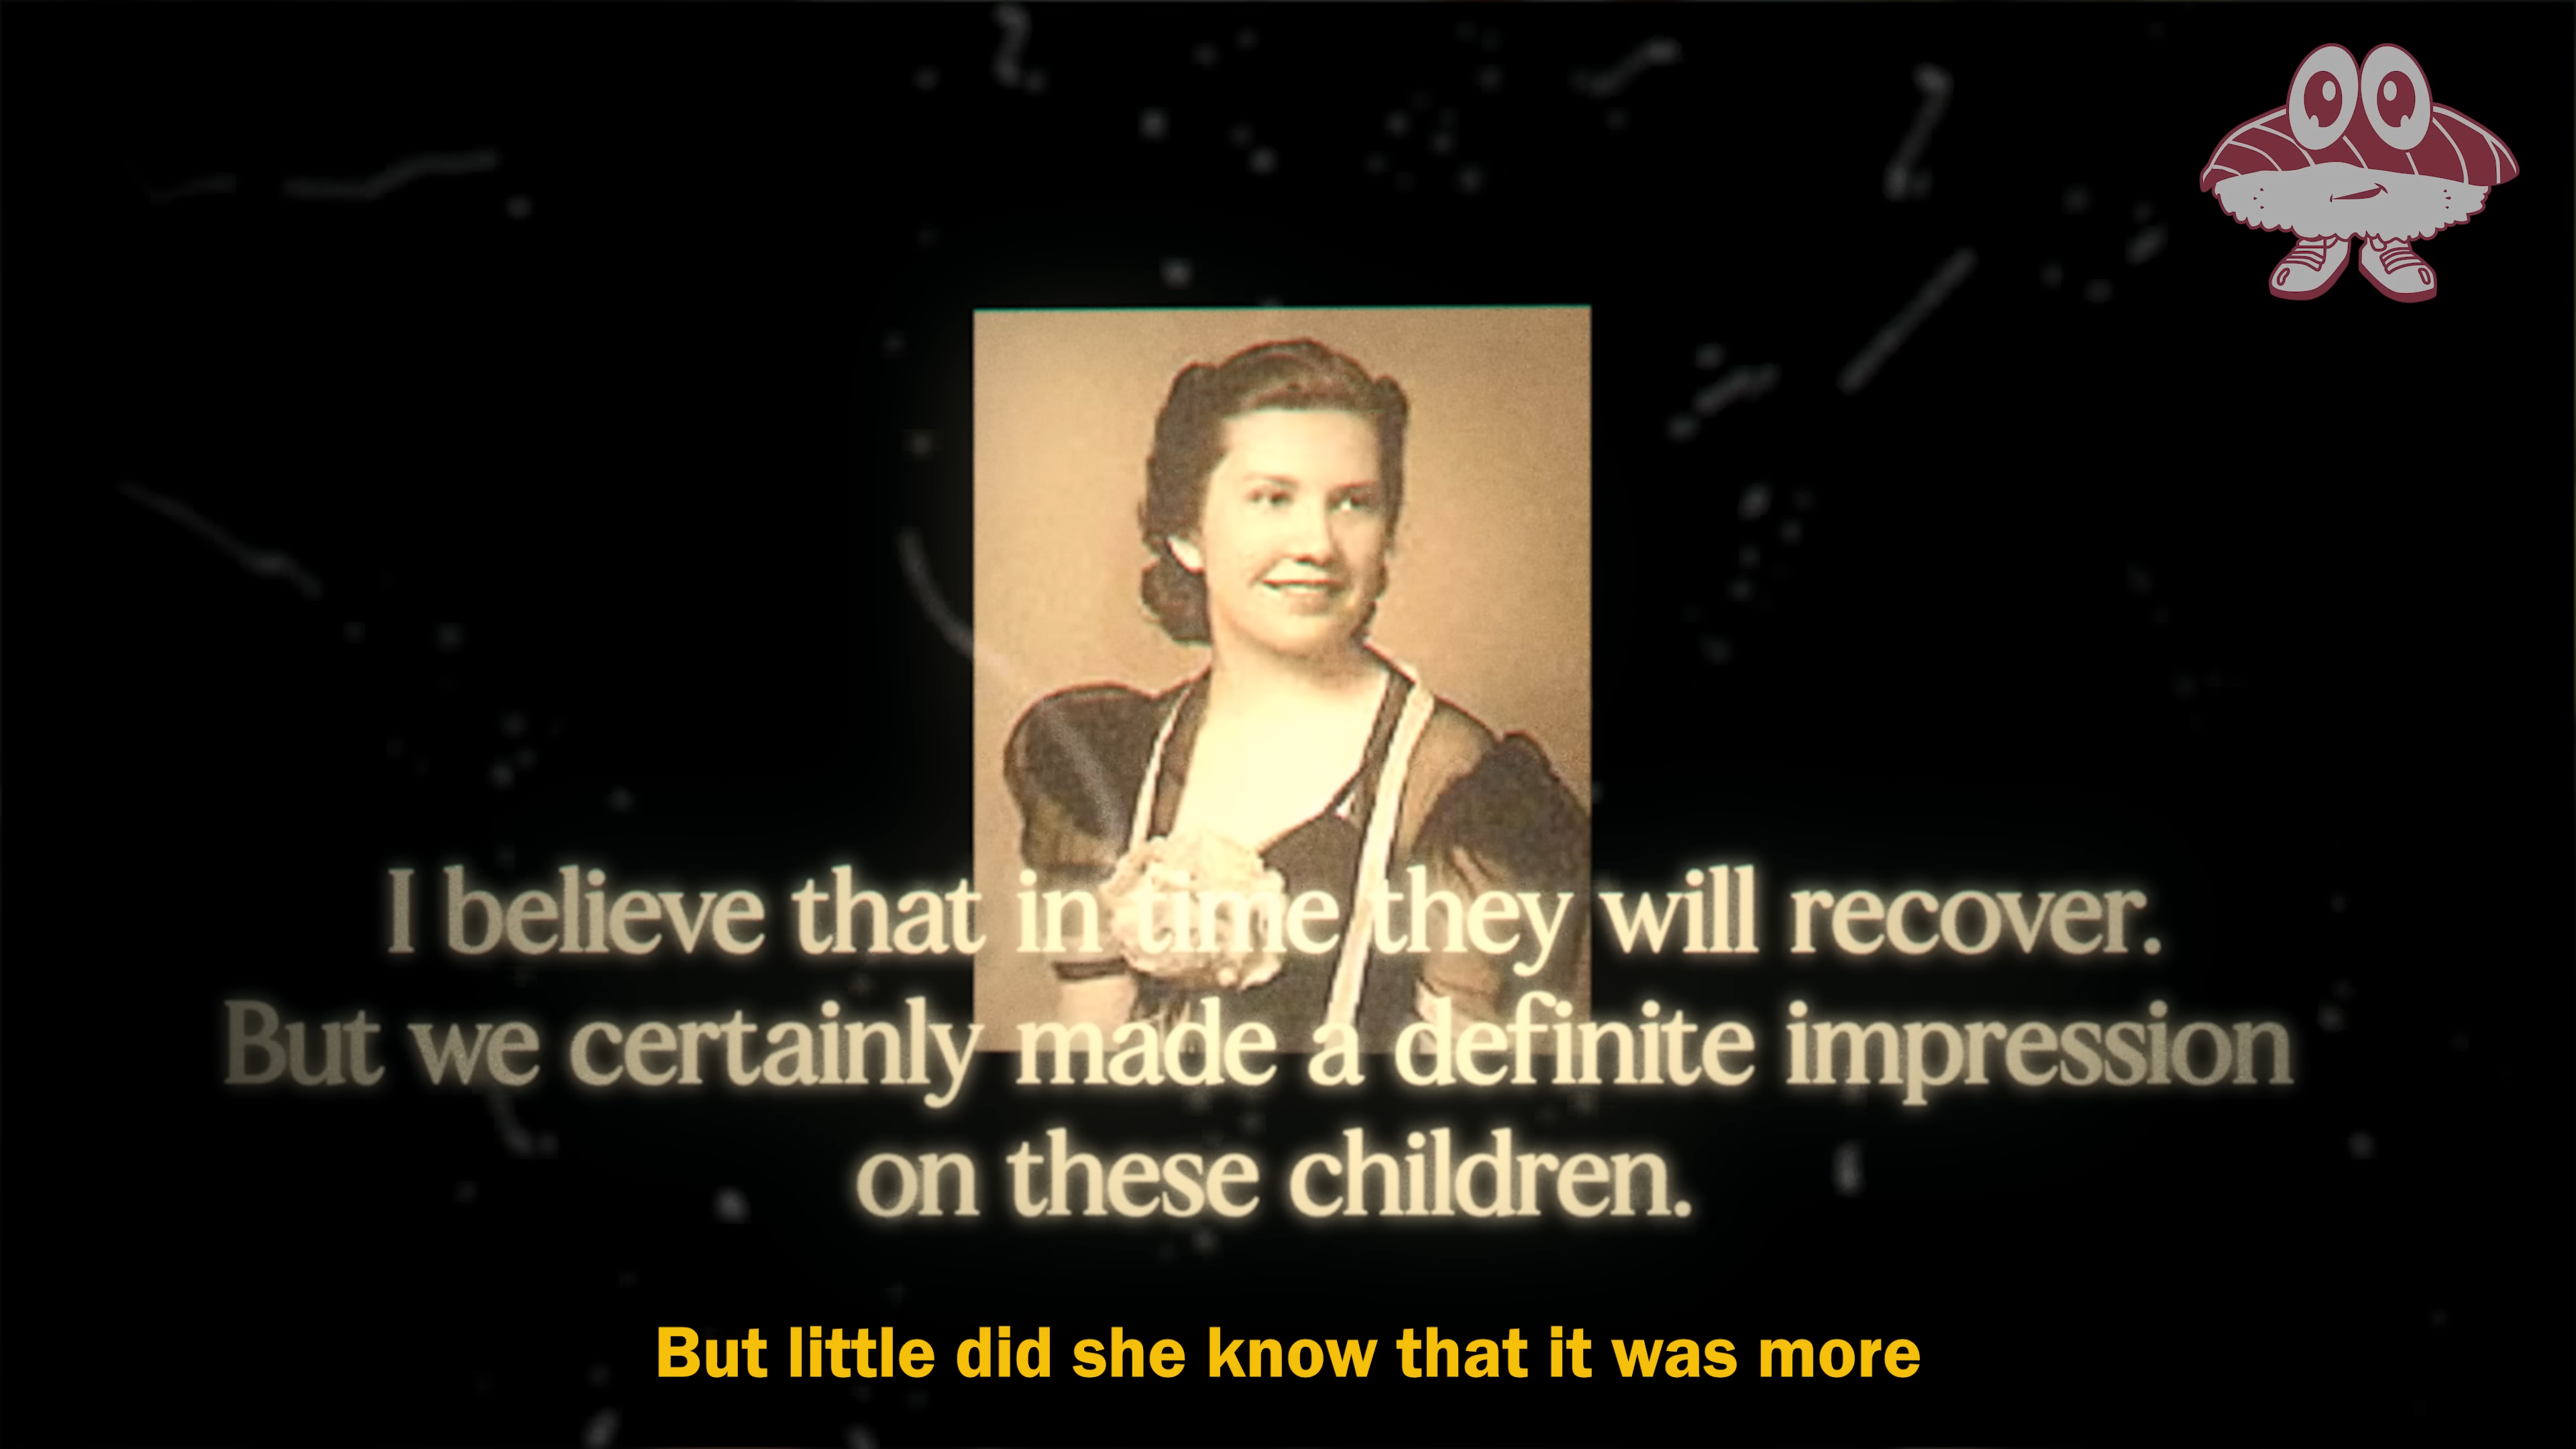 I believe that in time they will recover.
But we certainly made a definite impression
on these children.
But little did she know that it was more